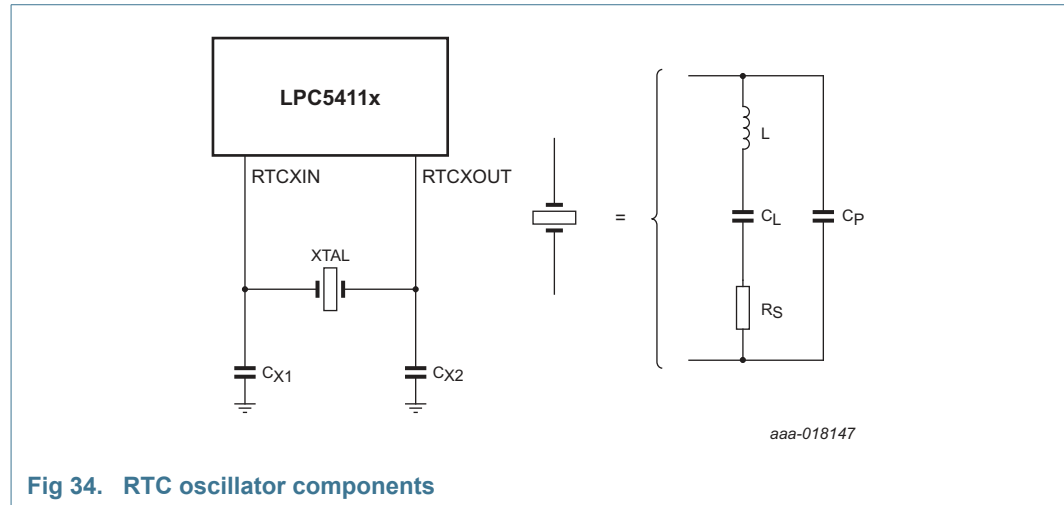 LPC5411x
RTCXIN
RTCXOUT
XTAL
CX1
CX2
=
L
CL
CP
RS
aaa-018147
Fig 34. RTC oscillator components